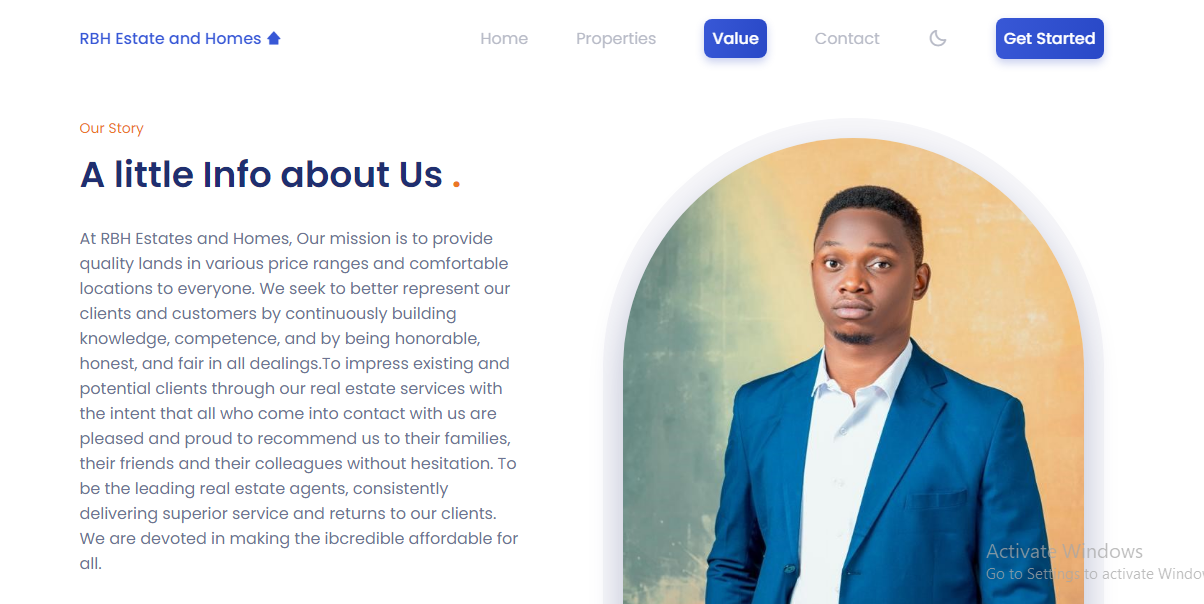 RBH Estate and Homes
Home
Properties
Value
Contact
Get Started
Our Story
A little Info about Us .
At RBH Estates and Homes, Our mission is to provide
quality lands in various price ranges and comfortable
locations to everyone. We seek to better represent our
clients and customers by continuously building
knowledge, competence, and by being honorable,
honest, and fair in all dealings.To impress existing and
potential clients through our real estate services with
the intent that all who come into contact with us are
pleased and proud to recommend us to their families,
their friends and their colleagues without hesitation. To
be the leading real estate agents, consistently
delivering superior service and returns to our clients.
We are devoted in making the ibcredible affordable for
all.
Activate Windows
Go to Settings to activate Windo